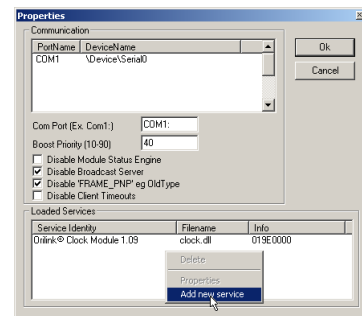 Properties
Communication
PortName DeviceName
COM1 \Device\Serial0
Ok
Cancel
Com Port (Ex. Com1:) COM1:
Boost Priority (10-90) 40
Disable Module Status Engine
Disable Broadcast Server
Disable 'FRAME_PNP' eg OldType
Disable Client Timeouts
Loaded Services
Service Identity Filename Info
Orilink© Clock Module 1.09 clock.dll 019E0000
Delete
Properties
Add new service